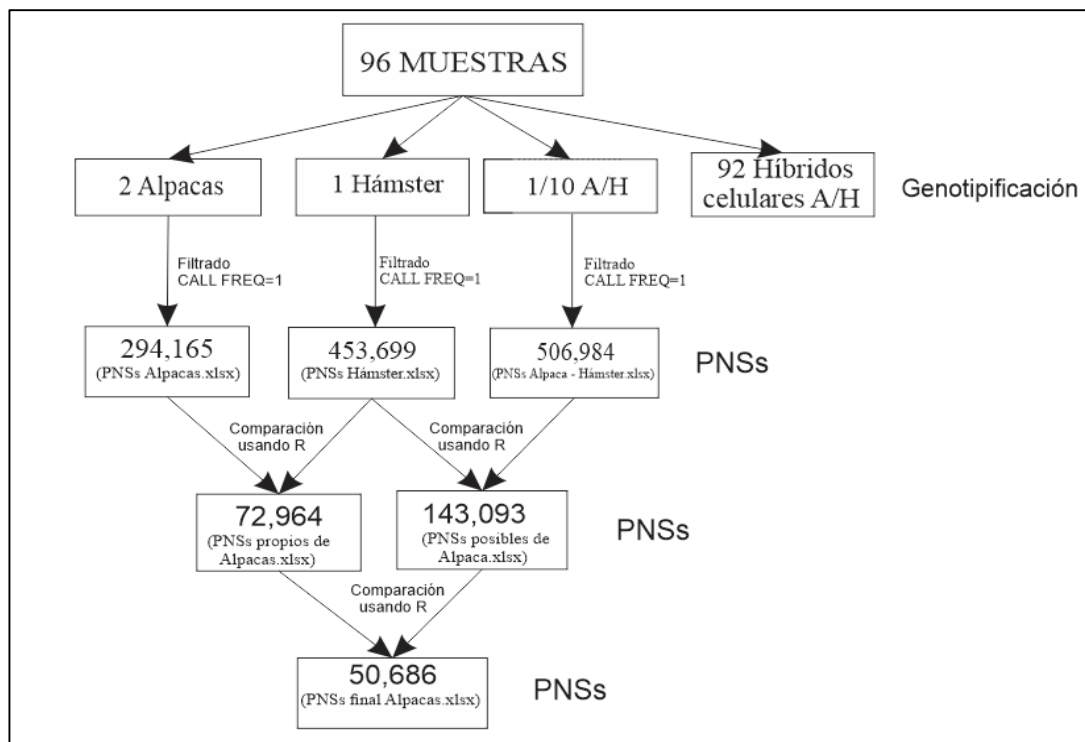 96 MUESTRAS
2 Alpacas
1 Hámster
1/10 A/H
92 Híbridos
celulares A/H
Genotipificación
Filtrado
CALL FREQ=1
Filtrado
CALL FREQ=1
Filtrado
CALL FREQ=1
294,165
(PNSs Alpacas.xlsx)
453,699
(PNSs Hámster.xlsx)
506,984
(PNSs Alpaca - Hámster.xlsx)
PNSs
Comparación
usando R
Comparación
usando R
72,964
(PNSs propios de
Alpacas.xlsx)
143,093
(PNSs posibles de
Alpaca.xlsx)
PNSs
Comparación
usando R
50,686
(PNSs final Alpacas.xlsx)
PNSs